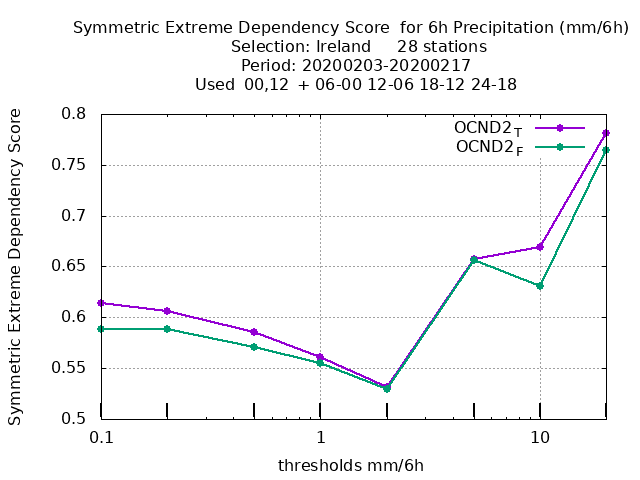 Symmetric Extreme Dependency Score for 6h Precipitation (mm/6h)
Selection: Ireland 28 stations
Period: 20200203-20200217
Used 00,12 + 06-00 12-06 18-12 24-18
Symmetric Extreme Dependency Score
0.8
0.75
0.7
0.65
0.6
0.55
0.5
OCND2T
OCND2F
0.1 1 10
thresholds mm/6h